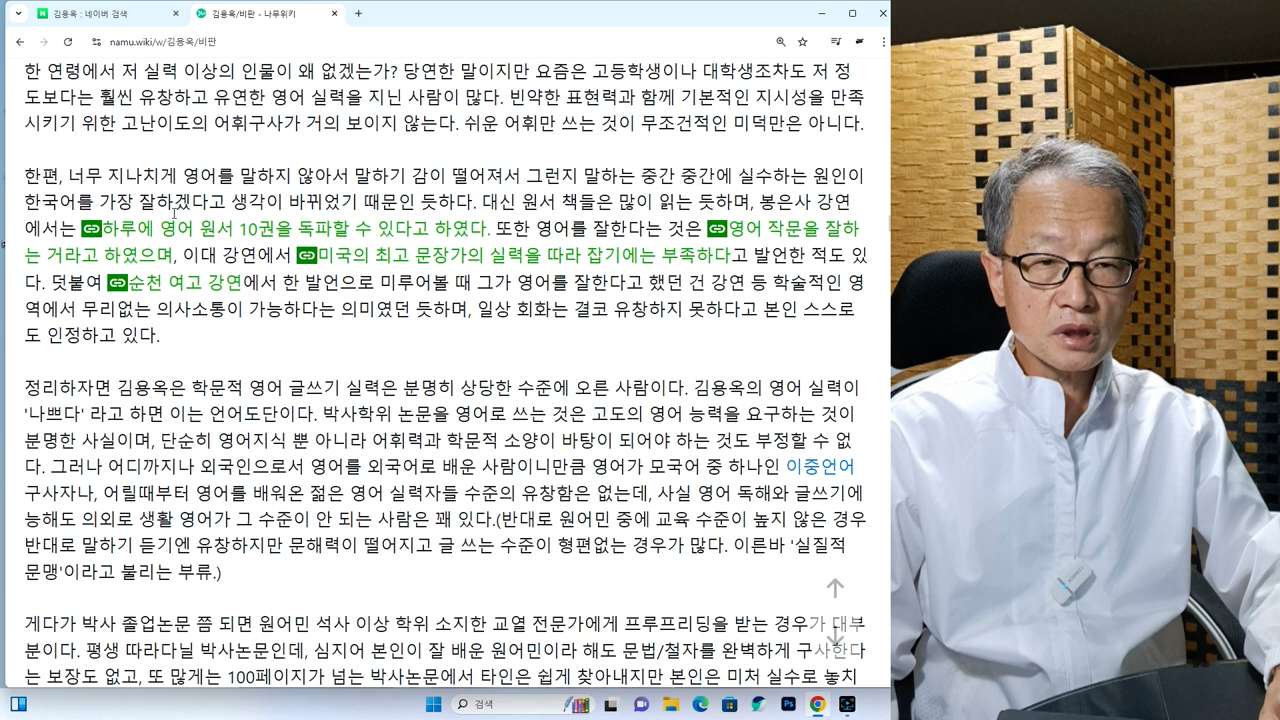 김용옥 : 네이버 검색
김용옥/비판 - 나무위키
namu.wiki/w/김용옥/비판
한 연령에서 저 실력 이상의 인물이 왜 없겠는가? 당연한 말이지만 요즘은 고등학생이나 대학생조차도 저 정
도보다는 훨씬 유창하고 유연한 영어 실력을 지닌 사람이 많다. 빈약한 표현력과 함께 기본적인 지시성을 만족
시키기 위한 고난이도의 어휘구사가 거의 보이지 않는다. 쉬운 어휘만 쓰는 것이 무조건적인 미덕만은 아니다.
한편, 너무 지나치게 영어를 말하지 않아서 말하기 감이 떨어져서 그런지 말하는 중간 중간에 실수하는 원인이
한국어를 가장 잘하겠다고 생각이 바뀌었기 때문인 듯하다. 대신 원서 책들은 많이 읽는 듯하며, 봉은사 강연
에서는 하루에 영어 원서 10권을 독파할 수 있다고 하였다. 또한 영어를 잘한다는 것은 영어 작문을 잘하
는 거라고 하였으며, 이대 강연에서 미국의 최고 문장가의 실력을 따라 잡기에는 부족하다고 발언한 적도 있
다. 덧붙여 순천 여고 강연에서 한 발언으로 미루어볼 때 그가 영어를 잘한다고 했던 건 강연 등 학술적인 영
역에서 무리없는 의사소통이 가능하다는 의미였던 듯하며, 일상 회화는 결코 유창하지 못하다고 본인 스스로
도 인정하고 있다.
정리하자면 김용옥은 학문적 영어 글쓰기 실력은 분명히 상당한 수준에 오른 사람이다. 김용옥의 영어 실력이
'나쁘다' 라고 하면 이는 언어도단이다. 박사학위 논문을 영어로 쓰는 것은 고도의 영어 능력을 요구하는 것이
분명한 사실이며, 단순히 영어지식 뿐 아니라 어휘력과 학문적 소양이 바탕이 되어야 하는 것도 부정할 수 없
다. 그러나 어디까지나 외국인으로서 영어를 외국어로 배운 사람이니만큼 영어가 모국어 중 하나인 이중언어
구사자나, 어릴때부터 영어를 배워온 젊은 영어 실력자들 수준의 유창함은 없는데, 사실 영어 독해와 글쓰기에
능해도 의외로 생활 영어가 그 수준이 안 되는 사람은 꽤 있다.(반대로 원어민 중에 교육 수준이 높지 않은 경우
반대로 말하기 듣기엔 유창하지만 문해력이 떨어지고 글 쓰는 수준이 형편없는 경우가 많다. 이른바 '실질적
문맹'이라고 불리는 부류.)
게다가 박사 졸업논문 쯤 되면 원어민 석사 이상 학위 소지한 교열 전문가에게 프루프리딩을 받는 경우가 대부
분이다. 평생 따라다닐 박사논문인데, 심지어 본인이 잘 배운 원어민이라 해도 문법/철자를 완벽하게 구사한다
는 보장도 없고, 또 많게는 100페이지가 넘는 박사논문에서 타인은 쉽게 찾아내지만 본인은 미처 실수로 놓치
검색
Ps